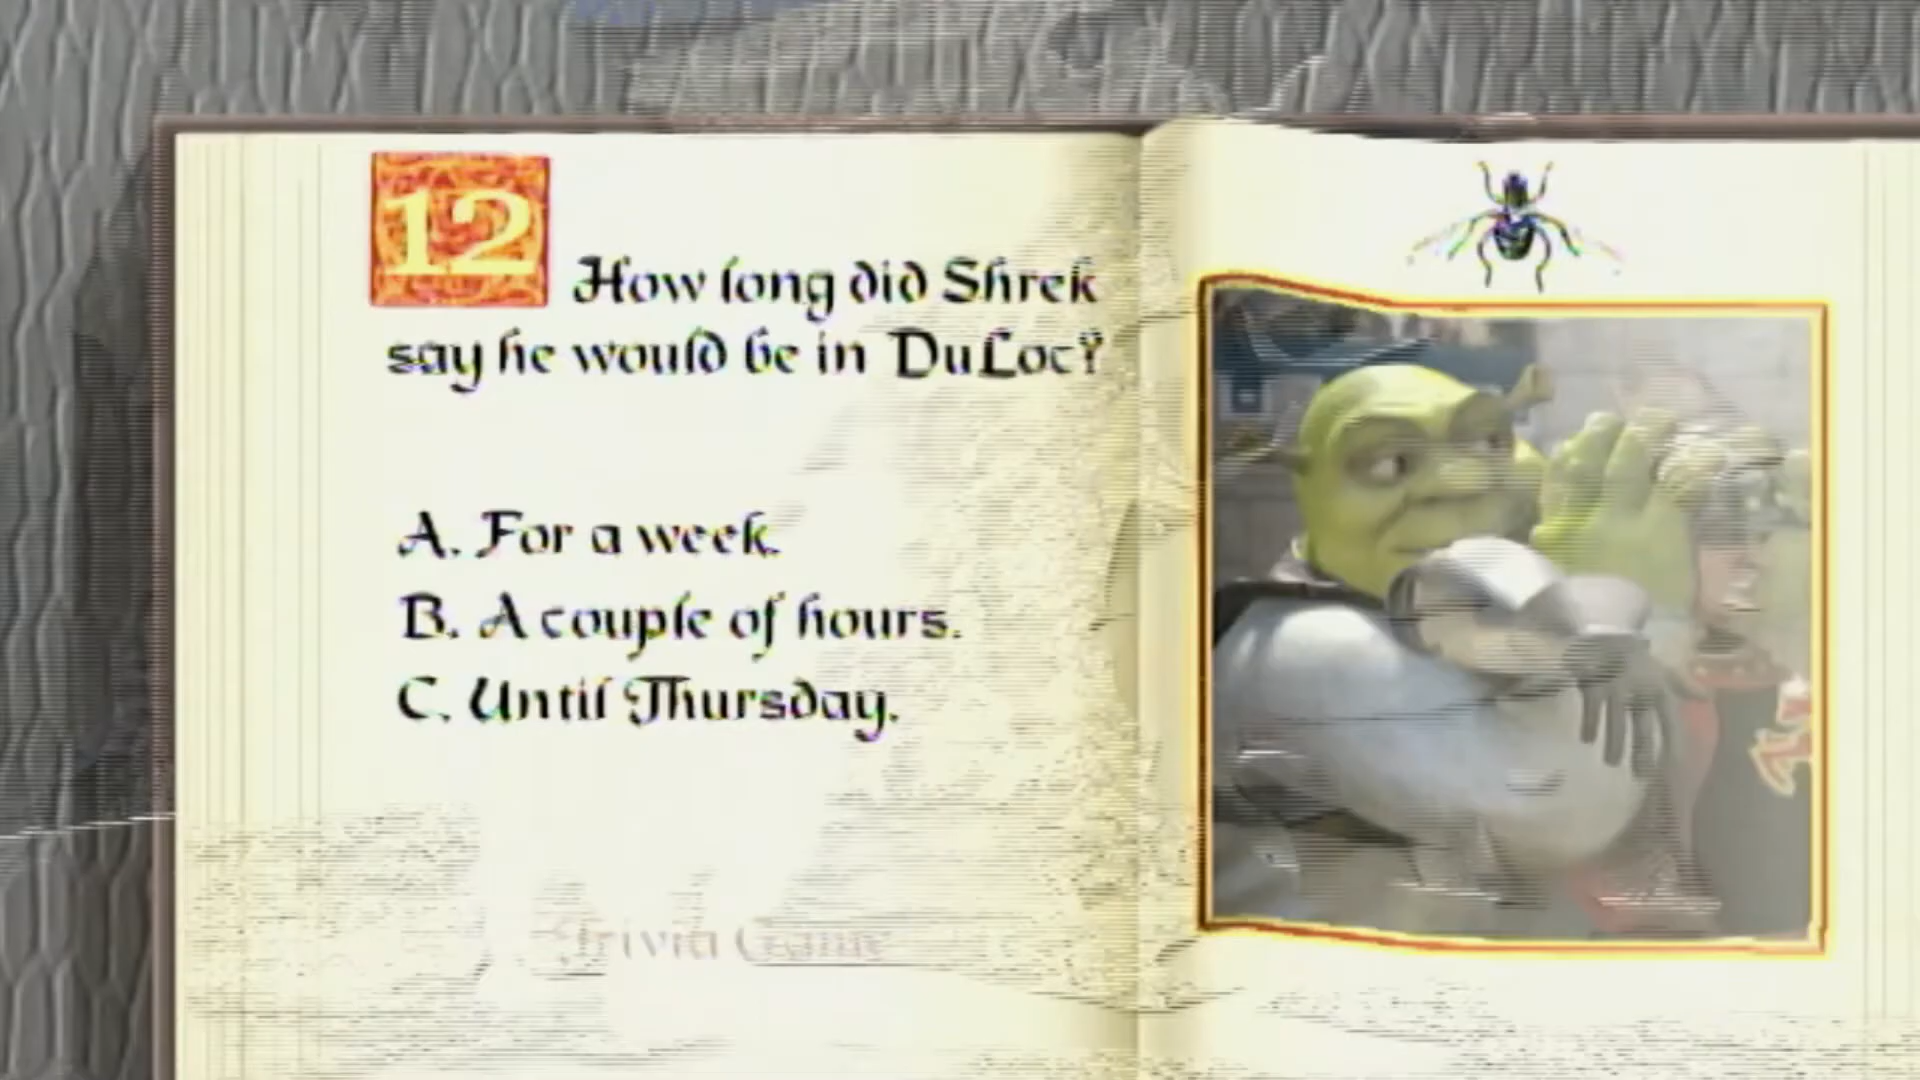 12
How long did Shrek
say he would be in DuLoc?
A. For a week.
B. A couple of hours.
C. Until Thursday.
Trivia Game